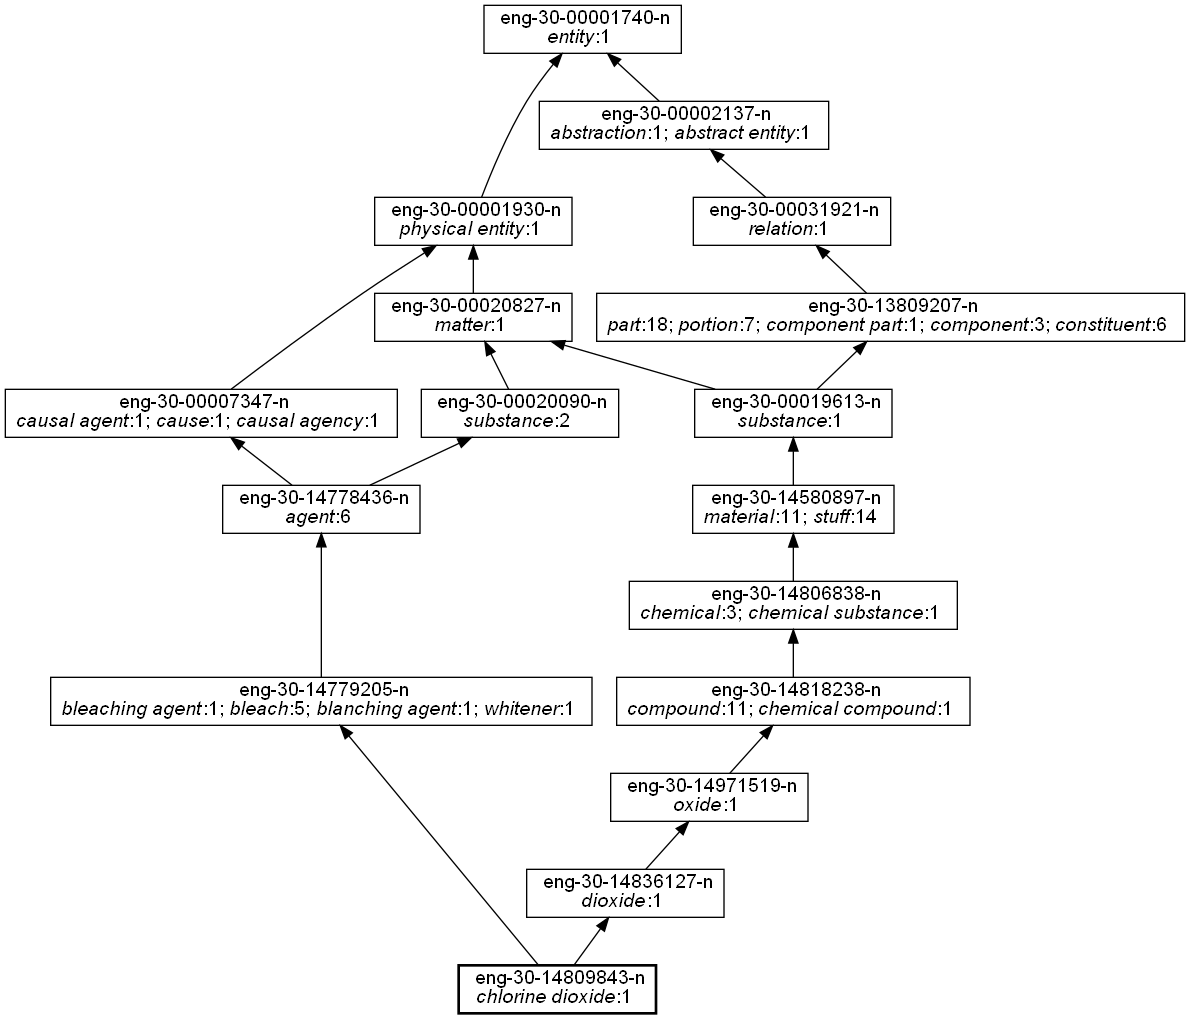 eng-30-00001740-n
entity:1
eng-30-00002137-n
abstraction:1; abstract entity:1
eng-30-00001930-n
physical entity:1
eng-30-00031921-n
relation:1
eng-30-00020827-n
matter:1
eng-30-13809207-n
part:18; portion:7; component part:1; component:3; constituent:6
eng-30-00007347-n
causal agent:1; cause:1; causal agency:1
eng-30-00020090-n
substance:2
eng-30-00019613-n
substance:1
eng-30-14778436-n
agent:6
eng-30-14580897-n
material:11; stuff:14
eng-30-14806838-n
chemical:3; chemical substance:1
eng-30-14779205-n
bleaching agent:1; bleach:5; blanching agent:1; whitener:1
eng-30-14818238-n
compound:11; chemical compound:1
eng-30-14971519-n
oxide:1
eng-30-14836127-n
dioxide:1
eng-30-14809843-n
chlorine dioxide:1